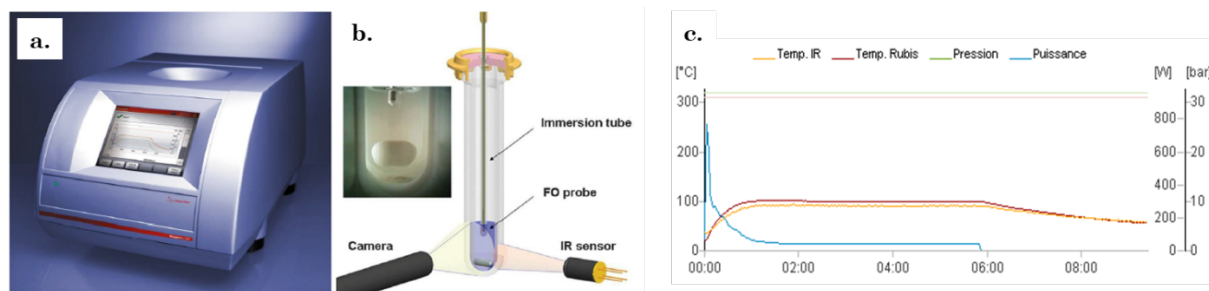 a.
b.
Immersion tube
FO probe
Camera
IR sensor
c.
Temp. IR Temp. Rubis Pression Puissance
[°C] [W] [bar]
300 800 30
200 600 20
400
100 200 10
0 0 0
00:00 02:00 04:00 06:00 08:00